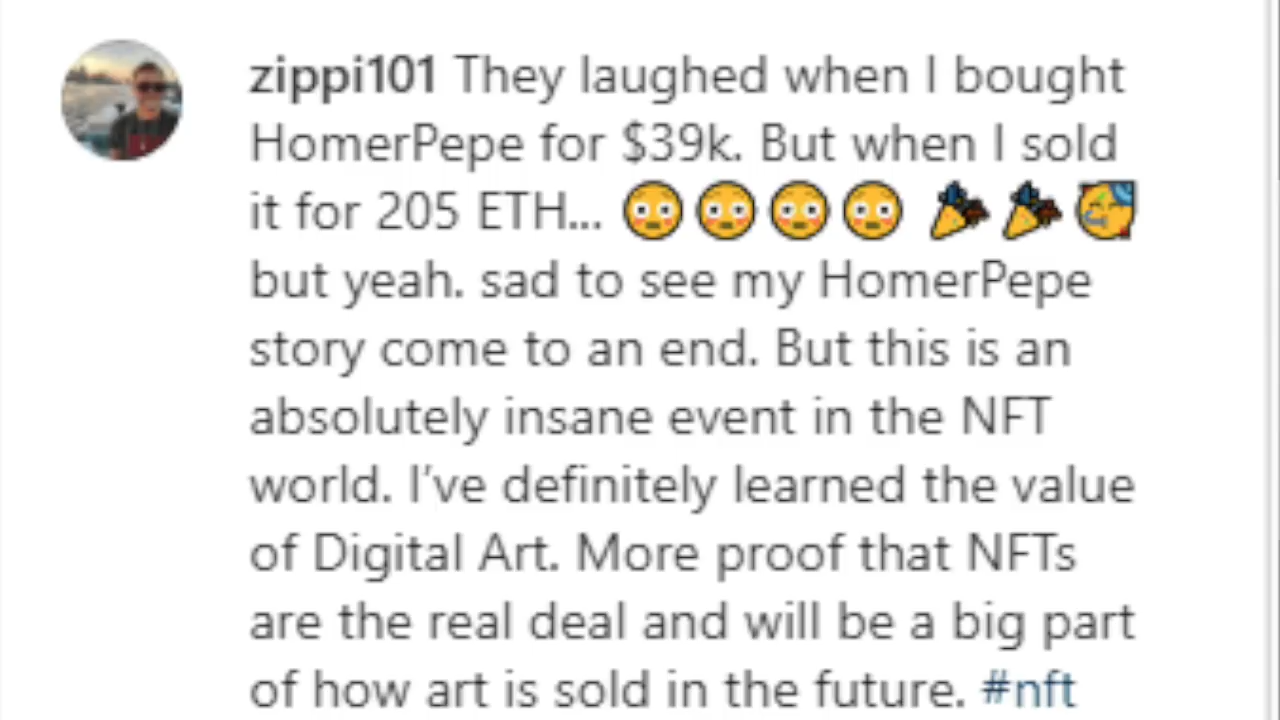 zippi101 They laughed when I bought
HomerPepe for $39k. But when I sold
it for 205 ETH... 😳😳😳😳 🎉🎉🥳
but yeah. sad to see my HomerPepe
story come to an end. But this is an
absolutely insane event in the NFT
world. I've definitely learned the value
of Digital Art. More proof that NFTs
are the real deal and will be a big part
of how art is sold in the future. #nft